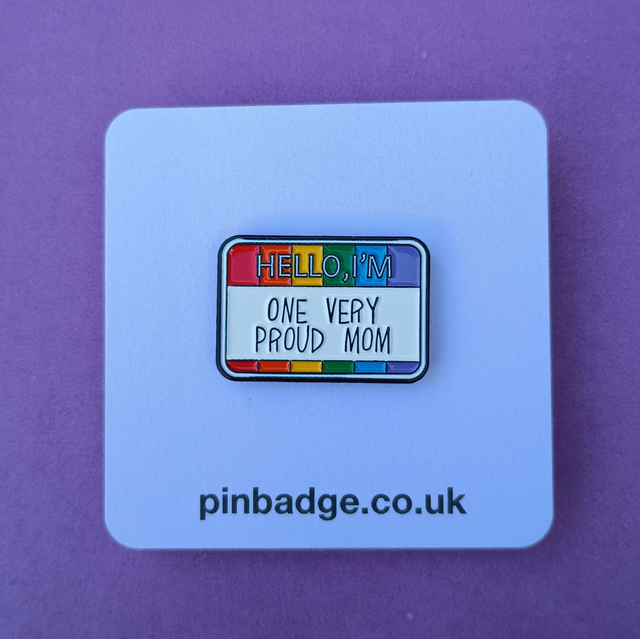 HELLO, I'M
ONE VERY
PROUD MOM
pinbadge.co.uk